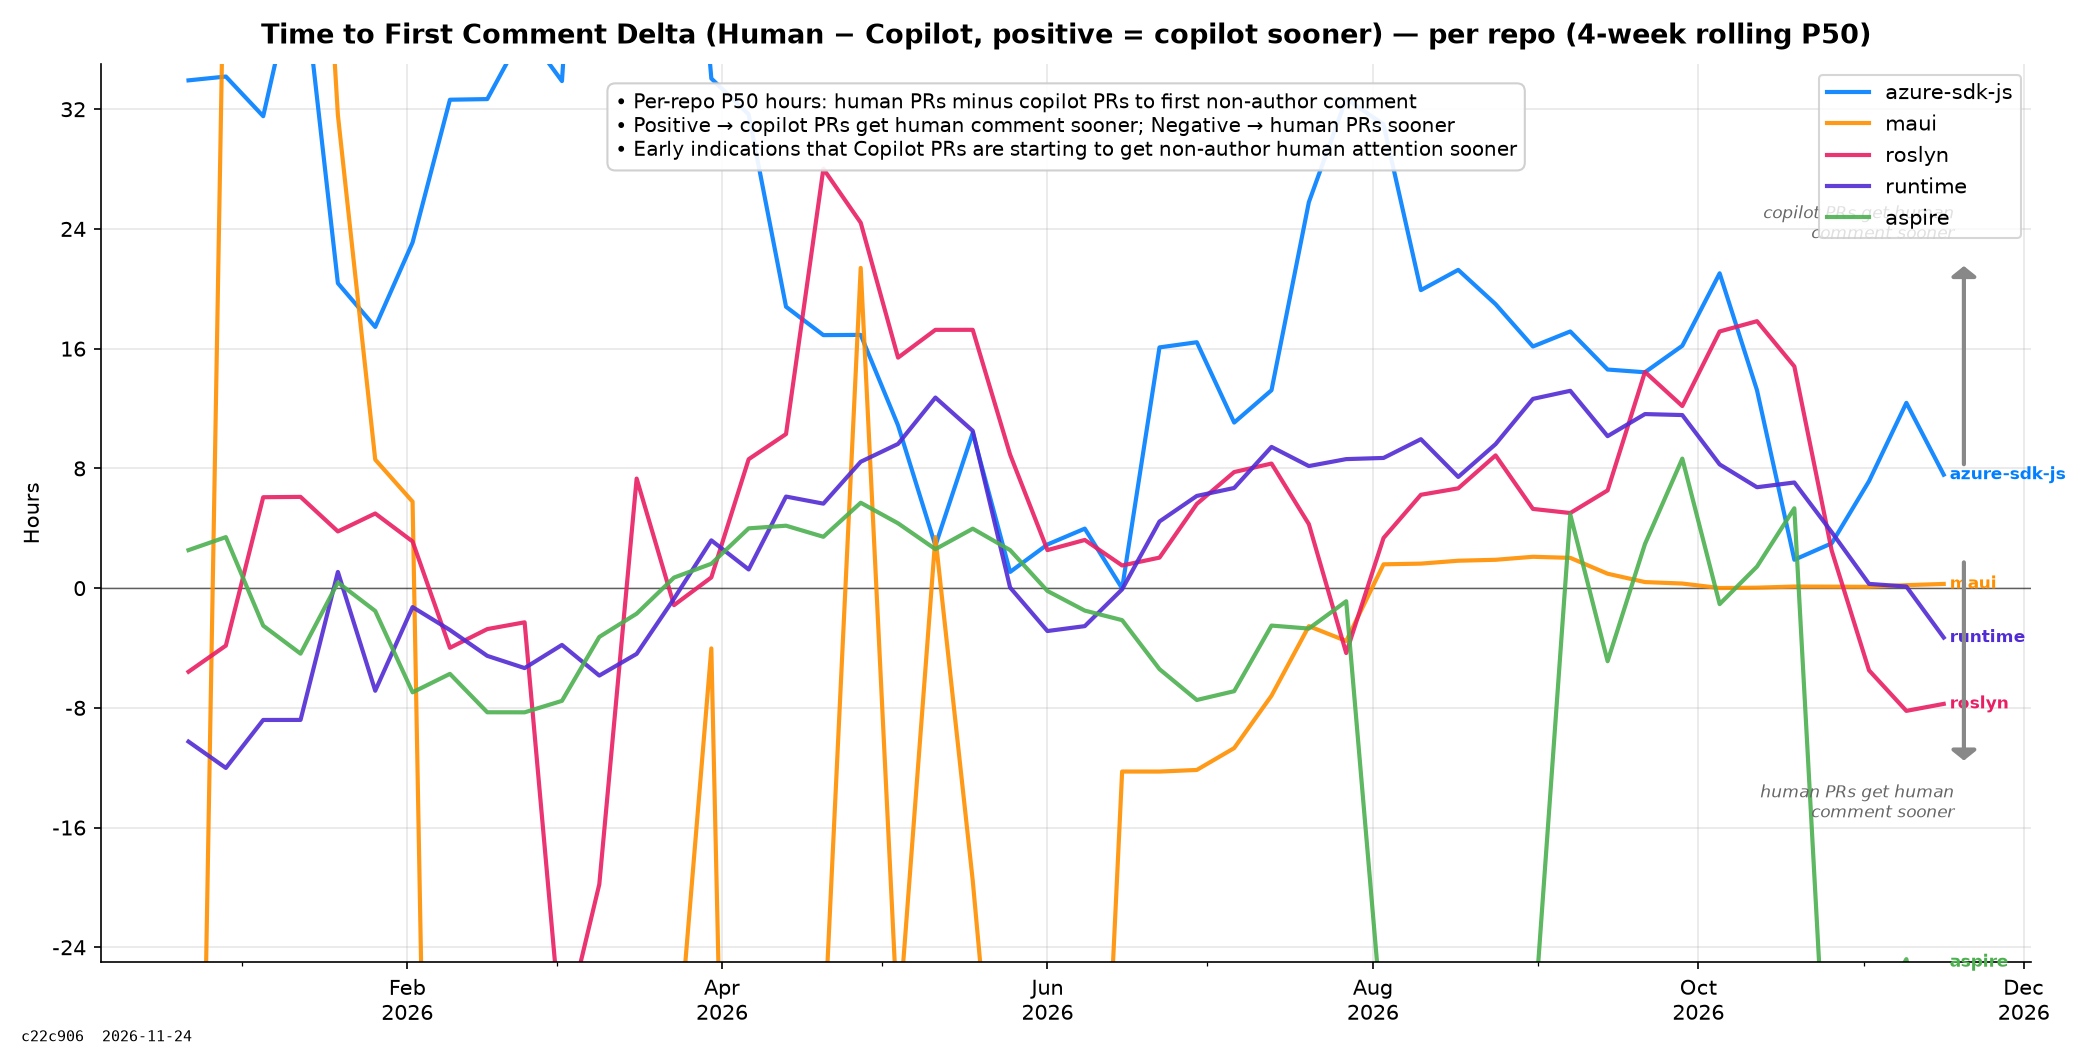 Time to First Comment Delta (Human − Copilot, positive = copilot sooner) — per repo (4-week rolling P50)
• Per-repo P50 hours: human PRs minus copilot PRs to first non-author comment
• Positive → copilot PRs get human comment sooner; Negative → human PRs sooner
• Early indications that Copilot PRs are starting to get non-author human attention sooner
azure-sdk-js
maui
roslyn
runtime
aspire
copilot PRs get human
comment sooner
32
24
16
8
0
-8
-16
-24
Hours
azure-sdk-js
maui
runtime
roslyn
human PRs get human
comment sooner
aspire
Feb
2026
Apr
2026
Jun
2026
Aug
2026
Oct
2026
Dec
2026
c22c906  2026-11-24